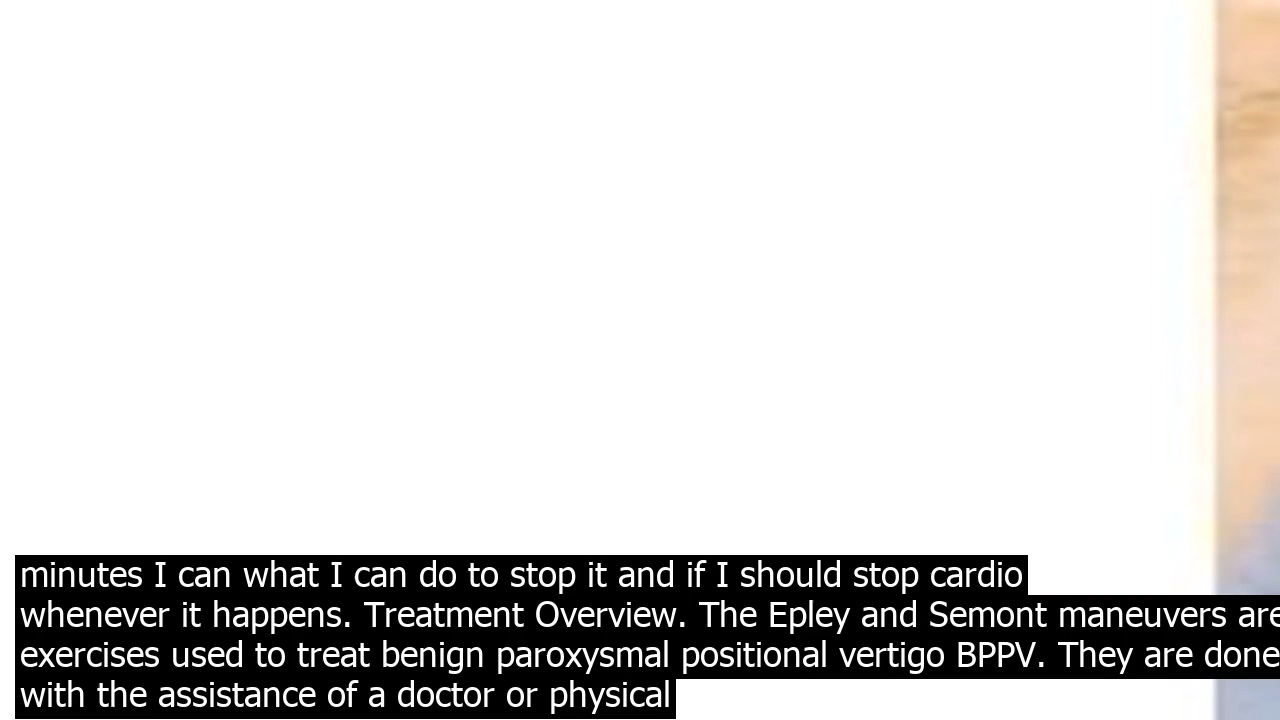 minutes I can what I can do to stop it and if I should stop cardio
whenever it happens. Treatment Overview. The Epley and Semont maneuvers are
exercises used to treat benign paroxysmal positional vertigo BPPV. They are done
with the assistance of a doctor or physical